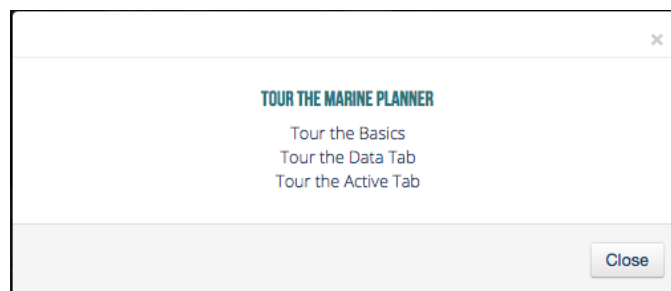 ×
TOUR THE MARINE PLANNER
Tour the Basics
Tour the Data Tab
Tour the Active Tab
Close